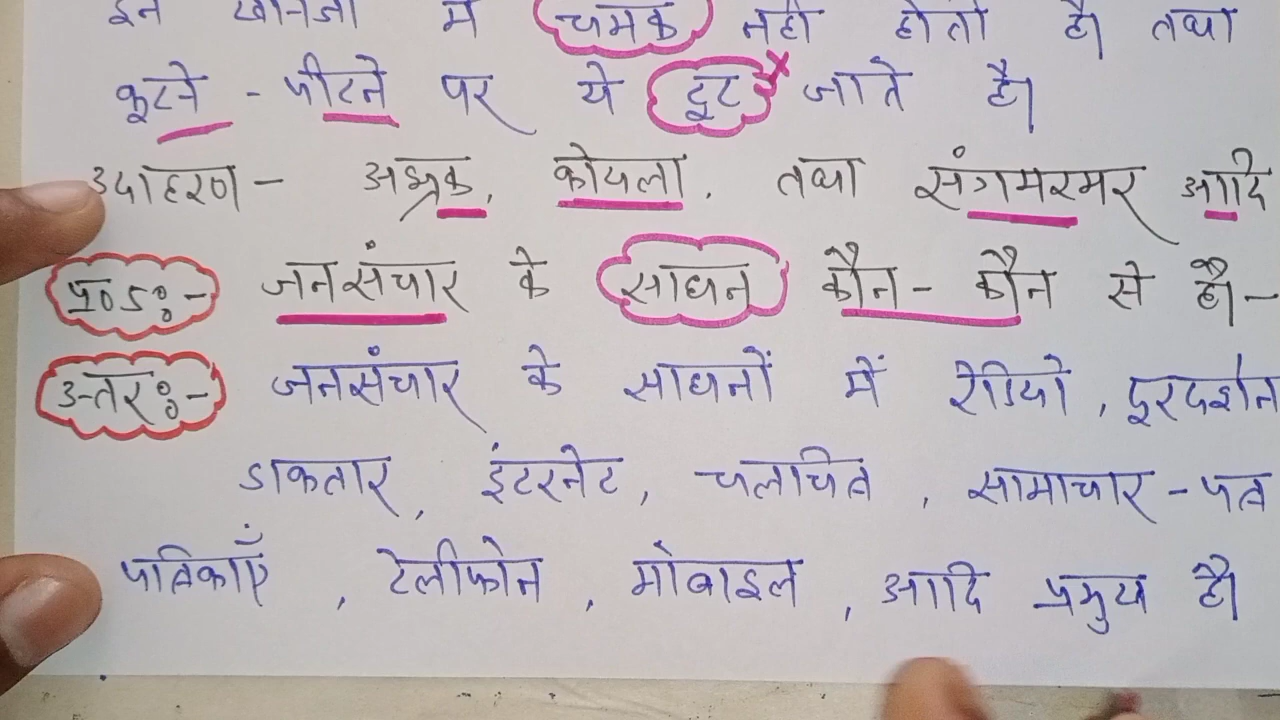 इन खनिजों में चमक नहीं होती है। तथा
कूटने - पीटने पर ये टूट जाते है।
उदाहरण - अभ्रक, कोयला, तथा संगमरमर आदि
प्र०5ः- जनसंचार के साधन कौन - कौन से है -
उत्तरः- जनसंचार के साधनों में रेडियो, दूरदर्शन
डाकतार, इंटरनेट, चलचित्र, सामाचार - पत्र
पत्रिकाएँ, टेलीफोन, मोबाइल, आदि प्रमुख है।